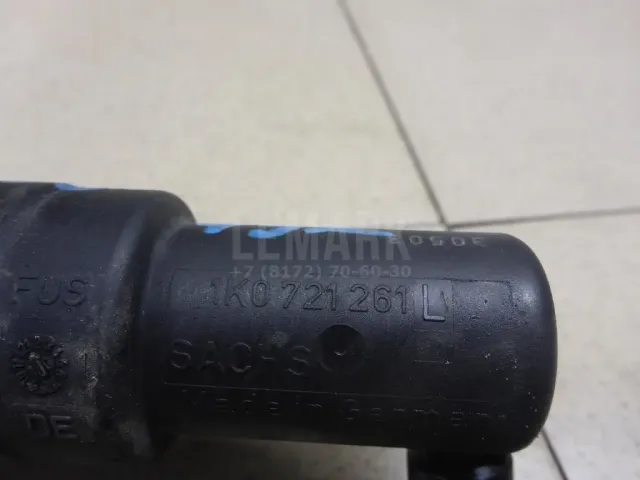 LEMARK
+7 (8172) 70-60-30
FUS
1K0 721 261 L
SACHS
Made in Germany
DE